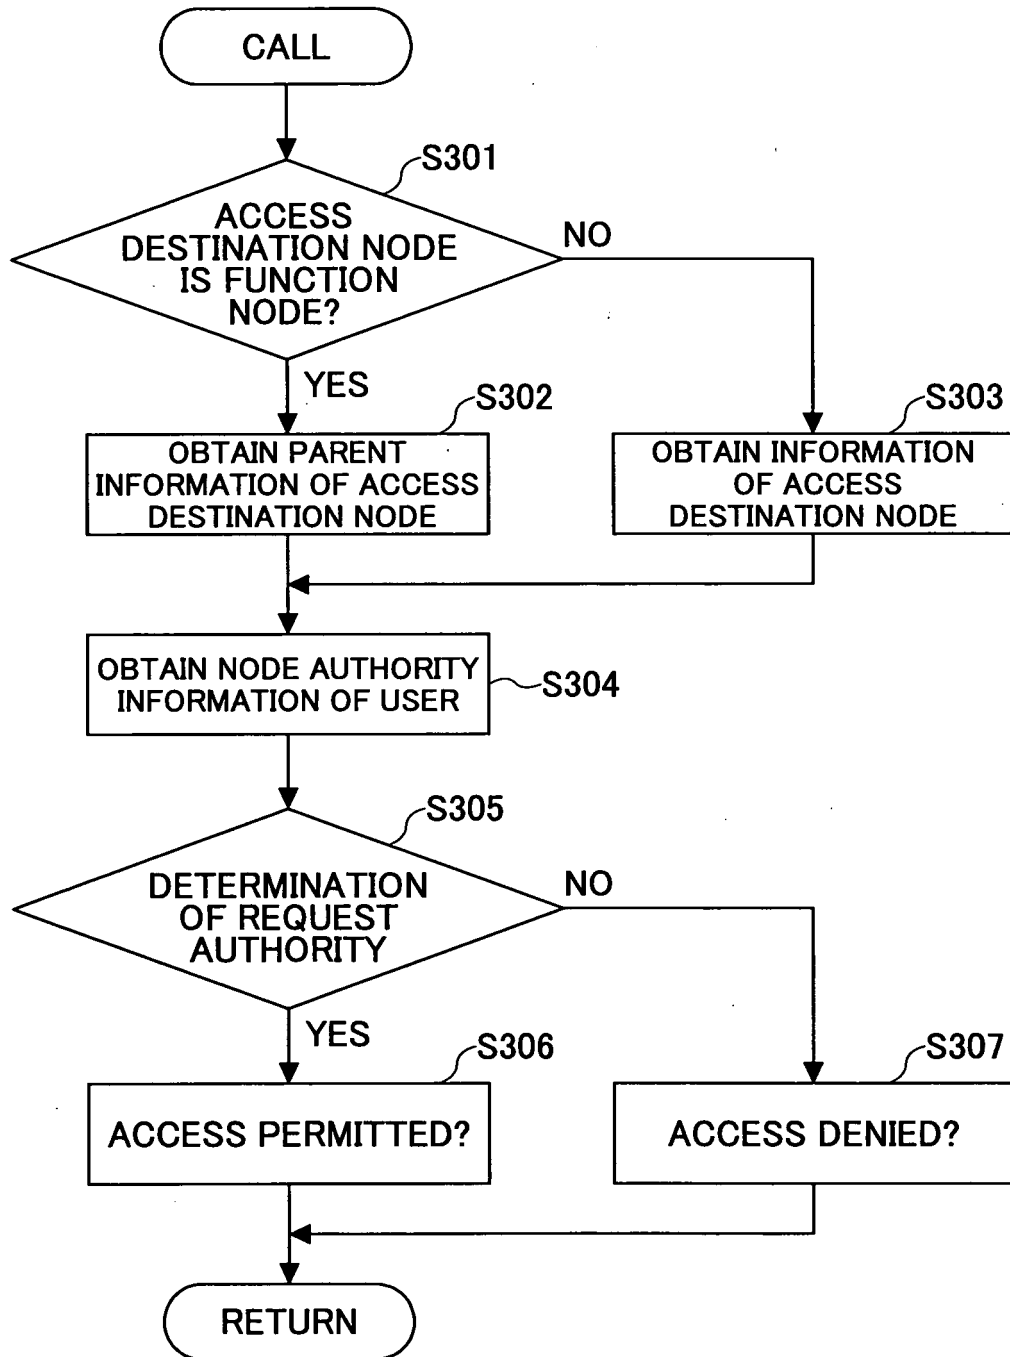 CALL
S301
ACCESS
DESTINATION NODE
IS FUNCTION
NODE?
NO
YES
S302
OBTAIN PARENT
INFORMATION OF ACCESS
DESTINATION NODE
S303
OBTAIN INFORMATION
OF ACCESS
DESTINATION NODE
OBTAIN NODE AUTHORITY
INFORMATION OF USER
S304
S305
DETERMINATION
OF REQUEST
AUTHORITY
NO
YES
S306
ACCESS PERMITTED?
S307
ACCESS DENIED?
RETURN